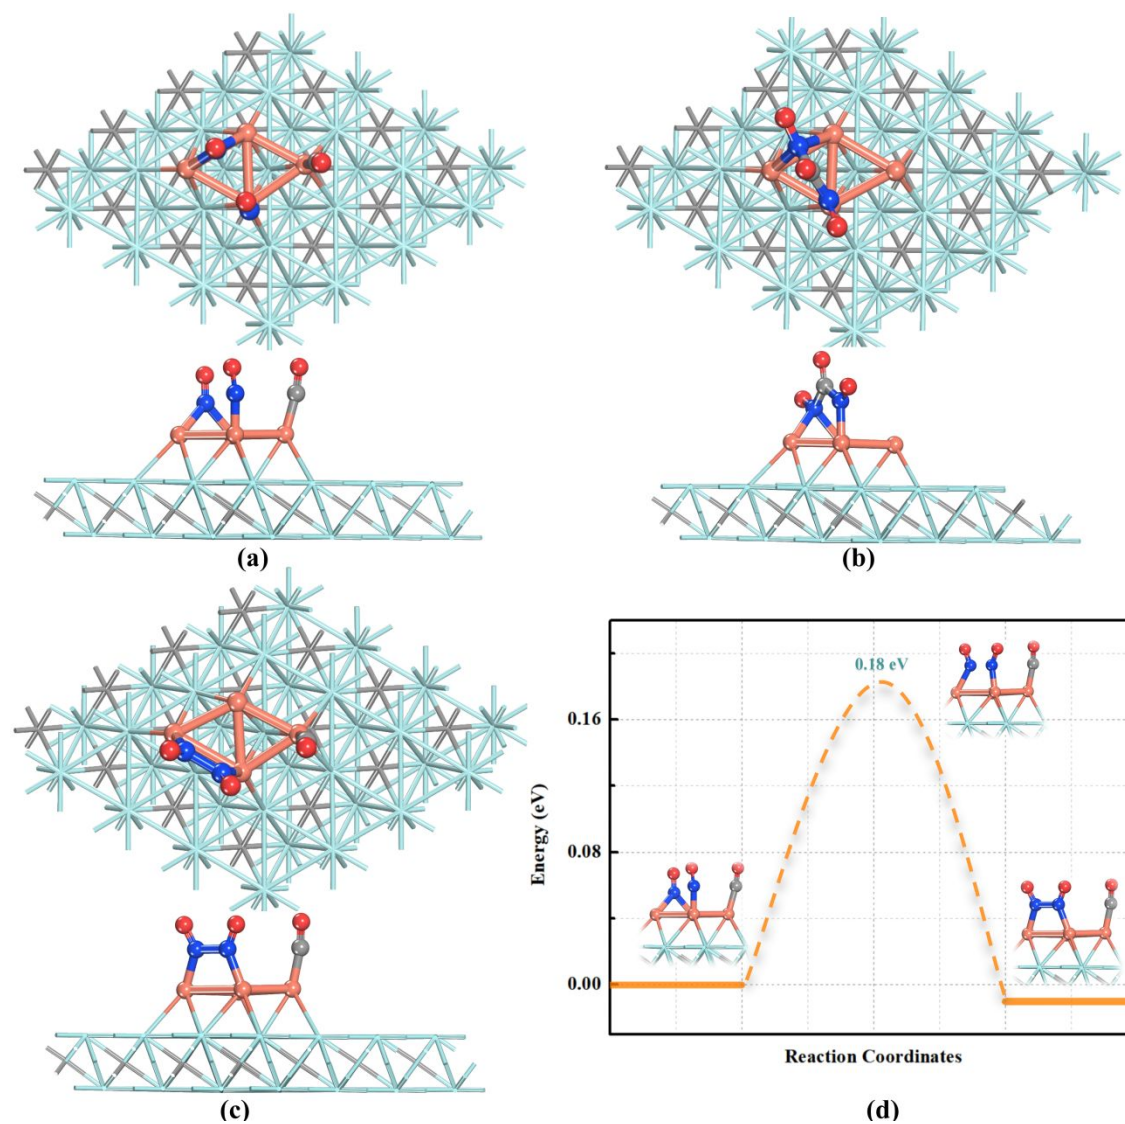 (a)
(b)
0.18 eV
0.16
0.08
0.00
Energy (eV)
Reaction Coordinates
(c)
(d)